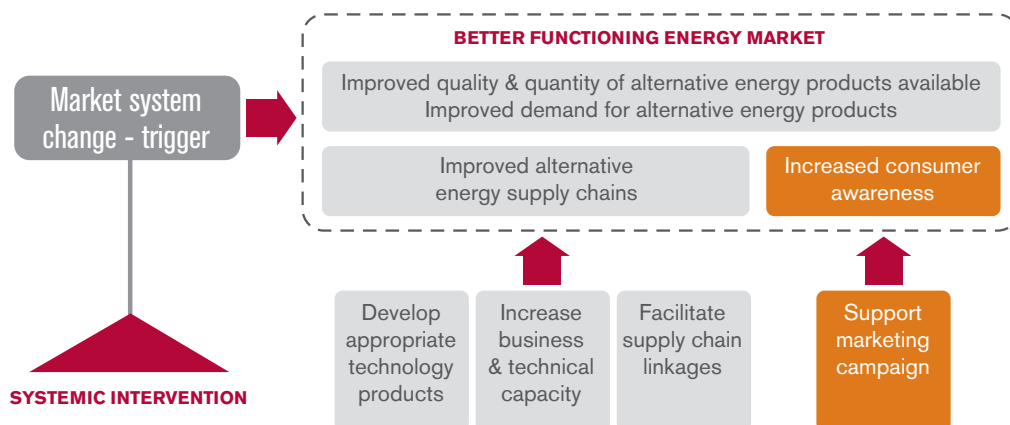 BETTER FUNCTIONING ENERGY MARKET
Market system
change - trigger
Improved quality & quantity of alternative energy products available
Improved demand for alternative energy products
Improved alternative
energy supply chains
Increased consumer
awareness
Develop
appropriate
technology
products
Increase
business
& technical
capacity
Facilitate
supply chain
linkages
Support
marketing
campaign
SYSTEMIC INTERVENTION